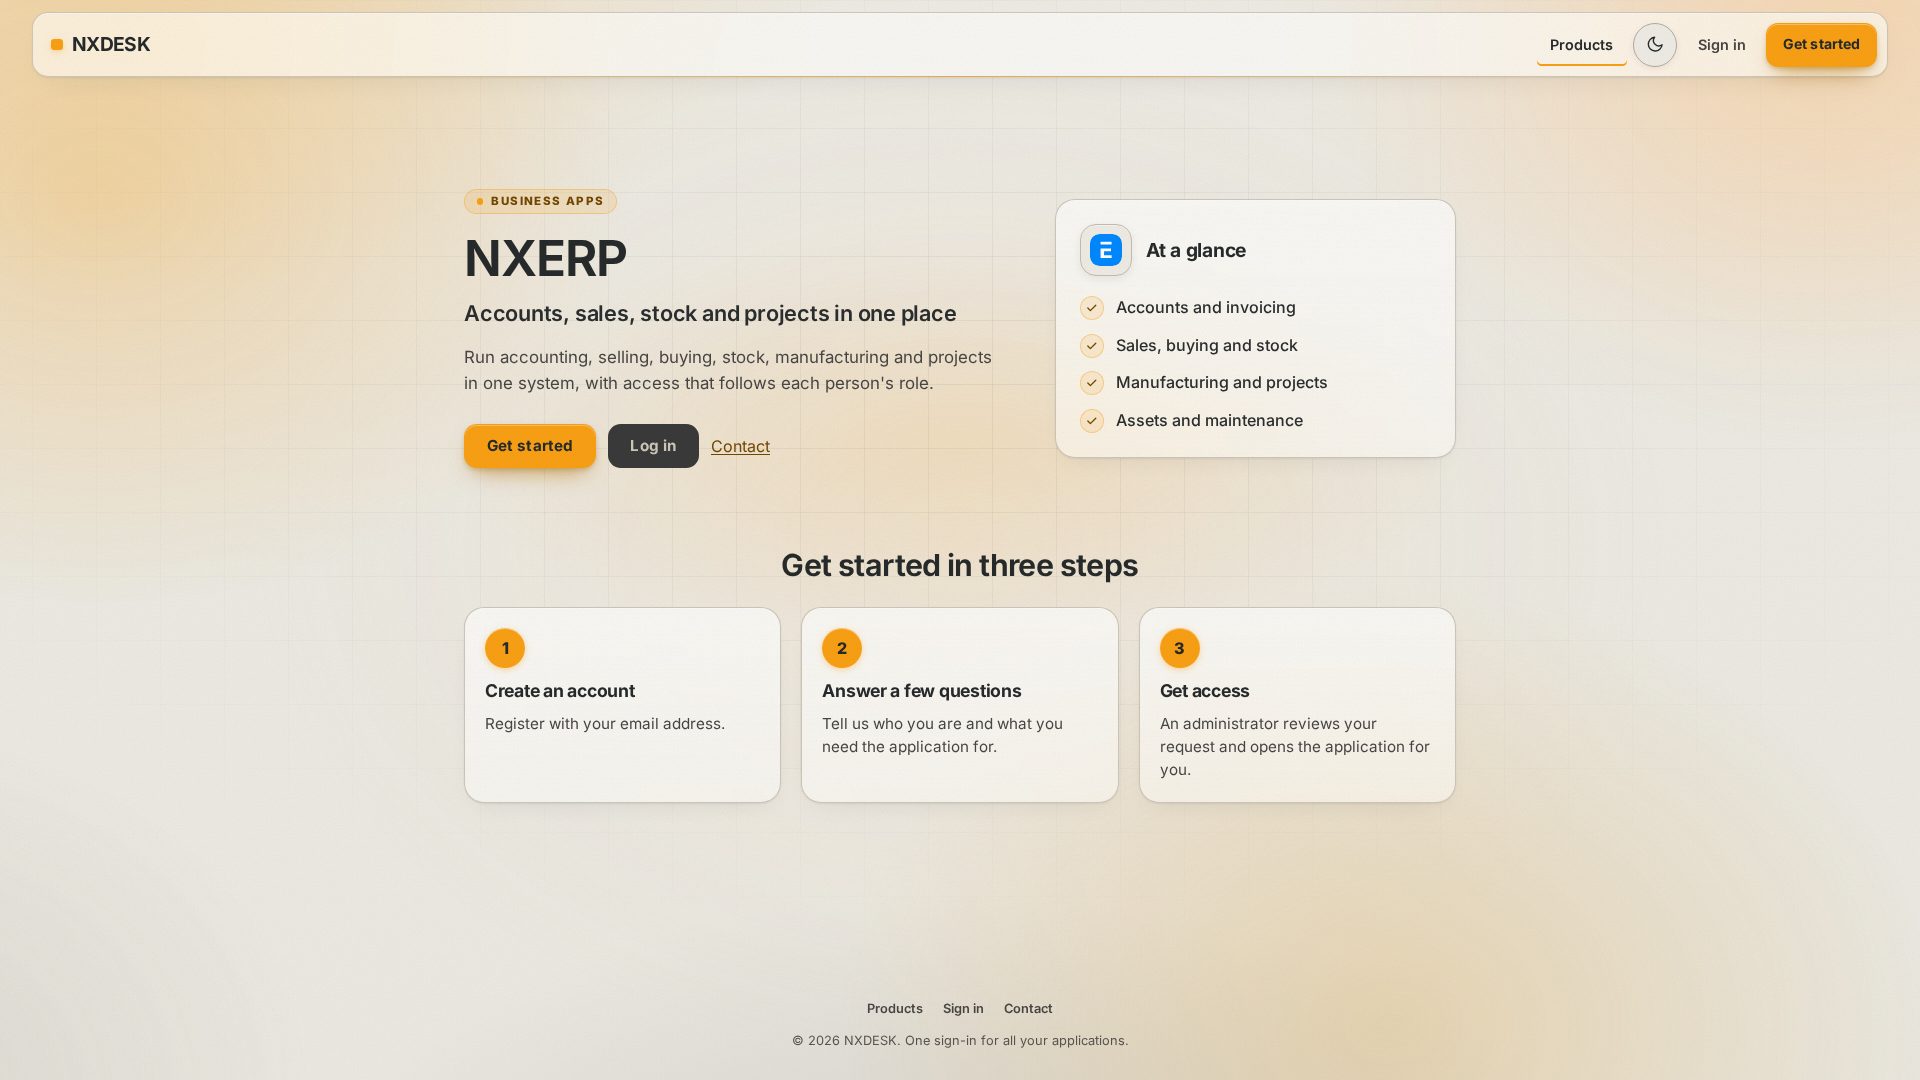 NXDESK
Products
Sign in
Get started
BUSINESS APPS
NXERP
Accounts, sales, stock and projects in one place
Run accounting, selling, buying, stock, manufacturing and projects
in one system, with access that follows each person's role.
Get started
Log in
Contact
At a glance
Accounts and invoicing
Sales, buying and stock
Manufacturing and projects
Assets and maintenance
Get started in three steps
1
Create an account
Register with your email address.
2
Answer a few questions
Tell us who you are and what you
need the application for.
3
Get access
An administrator reviews your
request and opens the application for
you.
Products
Sign in
Contact
© 2026 NXDESK. One sign-in for all your applications.